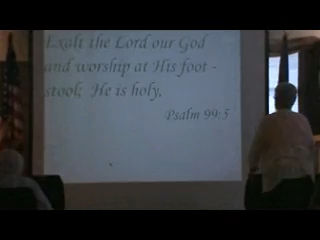 Exalt the Lord our God
and worship at His foot -
stool; He is holy.
Psalm 99:5